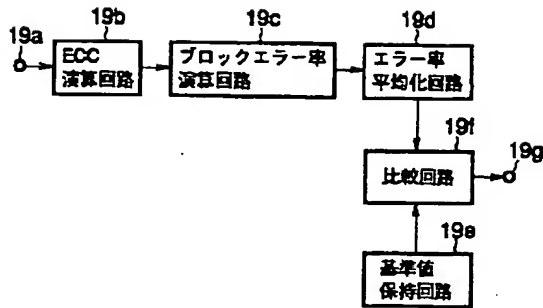 19a
19b
ECC
演算回路
19c
ブロックエラー率
演算回路
19d
エラー率
平均化回路
19f
比較回路
19g
19e
基準値
保持回路